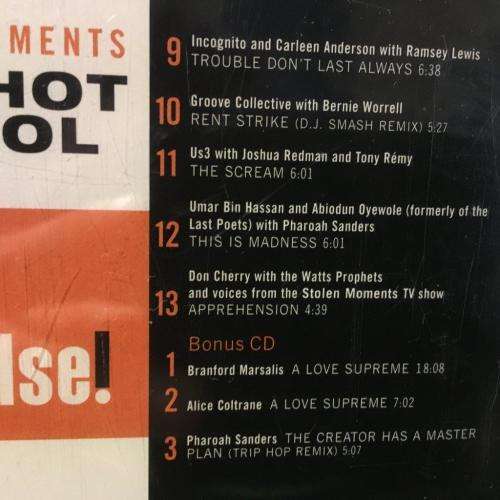 MENTS
HOT
OL
lse!
9 Incognito and Carleen Anderson with Ramsey Lewis
TROUBLE DON'T LAST ALWAYS 6:38
10 Groove Collective with Bernie Worrell
RENT STRIKE (D.J. SMASH REMIX) 5:27
11 Us3 with Joshua Redman and Tony Rémy
THE SCREAM 6:01
Umar Bin Hassan and Abiodun Oyewole (formerly of the
12 Last Poets) with Pharoah Sanders
THIS IS MADNESS 6:01
Don Cherry with the Watts Prophets
13 and voices from the Stolen Moments TV show
APPREHENSION 4:39
Bonus CD
1 Branford Marsalis A LOVE SUPREME 18:08
2 Alice Coltrane A LOVE SUPREME 7:02
3 Pharoah Sanders THE CREATOR HAS A MASTER
PLAN (TRIP HOP REMIX) 5:07